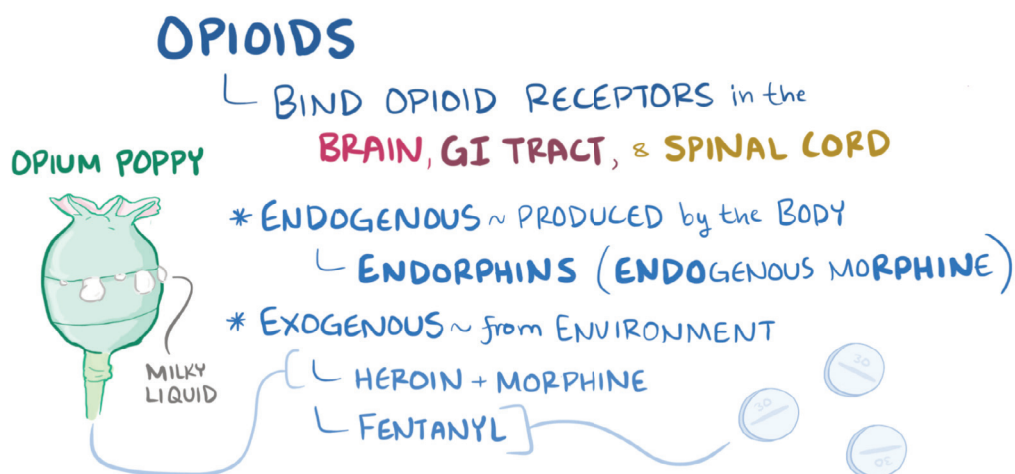 OPIOIDS
BIND OPIOID RECEPTORS in the
BRAIN, GI TRACT, & SPINAL CORD
OPIUM POPPY
* ENDOGENOUS ~ PRODUCED by the BODY
ENDORPHINS (ENDOGENOUS MORPHINE)
* EXOGENOUS ~ from ENVIRONMENT
MILKY
LIQUID
HEROIN + MORPHINE
FENTANYL
30
30
30